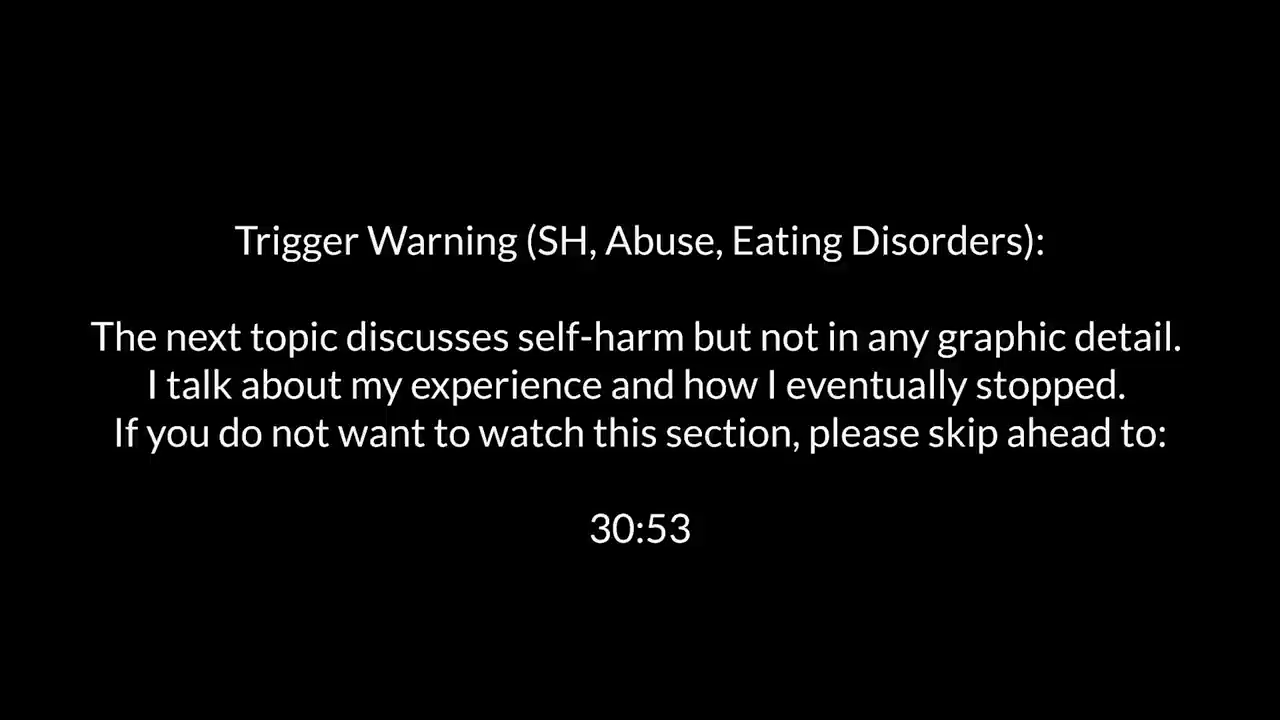 Trigger Warning (SH, Abuse, Eating Disorders):
The next topic discusses self-harm but not in any graphic detail.
I talk about my experience and how I eventually stopped.
If you do not want to watch this section, please skip ahead to:
30:53